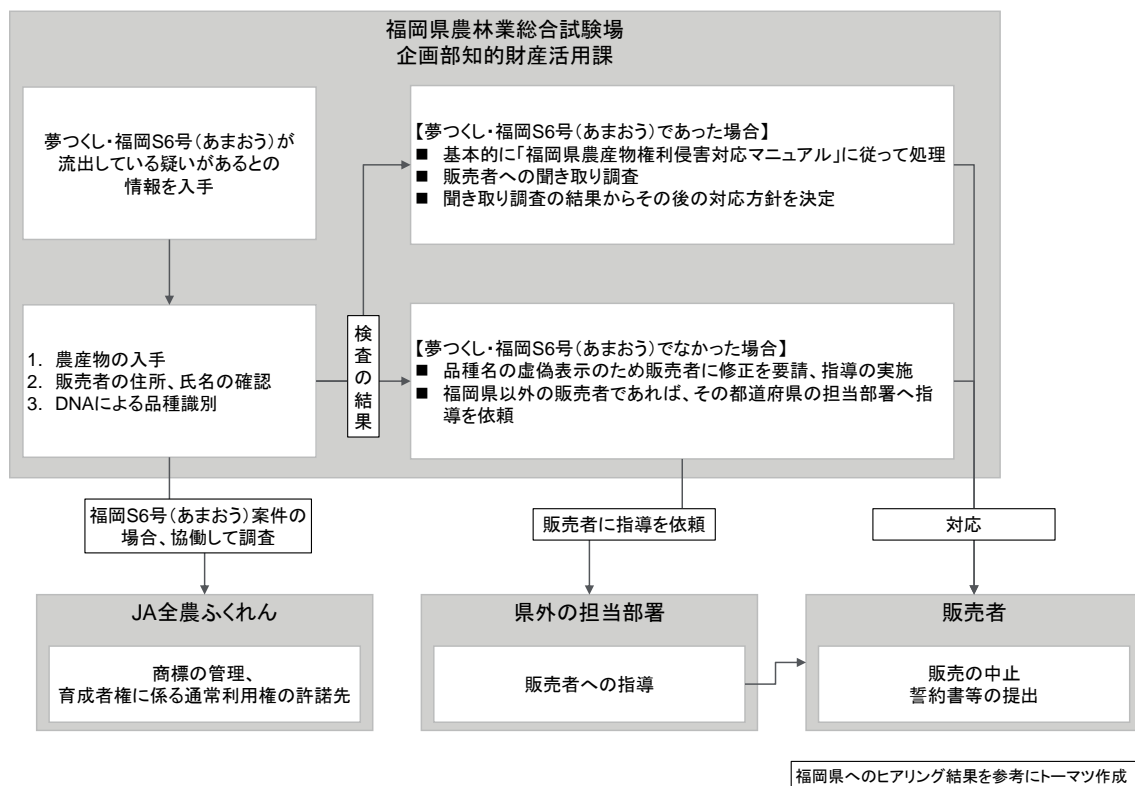 福岡県農林業総合試験場
企画部知的財産活用課
夢つくし・福岡S6号（あまおう）が
流出している疑いがあるとの
情報を入手
1. 農産物の入手
2. 販売者の住所、氏名の確認
3. DNAによる品種識別
検査の結果
【夢つくし・福岡S6号（あまおう）であった場合】
■ 基本的に「福岡県農産物権利侵害対応マニュアル」に従って処理
■ 販売者への聞き取り調査
■ 聞き取り調査の結果からその後の対応方針を決定
【夢つくし・福岡S6号（あまおう）でなかった場合】
■ 品種名の虚偽表示のため販売者に修正を要請、指導の実施
■ 福岡県以外の販売者であれば、その都道府県の担当部署へ指
導を依頼
福岡S6号（あまおう）案件の
場合、協働して調査
販売者に指導を依頼
対応
JA全農ふくれん
商標の管理、
育成者権に係る通常利用権の許諾先
県外の担当部署
販売者への指導
販売者
販売の中止
誓約書等の提出
福岡県へのヒアリング結果を参考にトーマツ作成